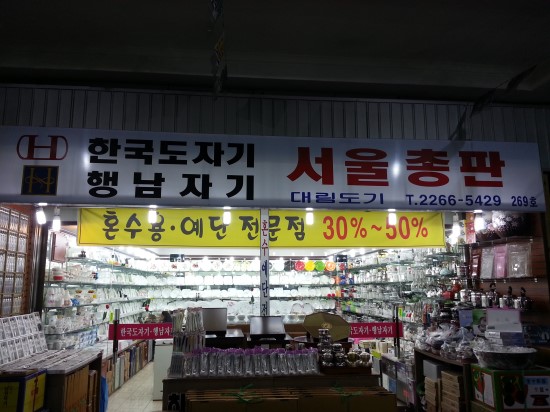 한국도자기
행남자기
서울총판
대림도기 T.2266-5429 269호
혼수용·예단 전문점 30%~50%
한국도자기·행남자기
한국도자기·행남자기